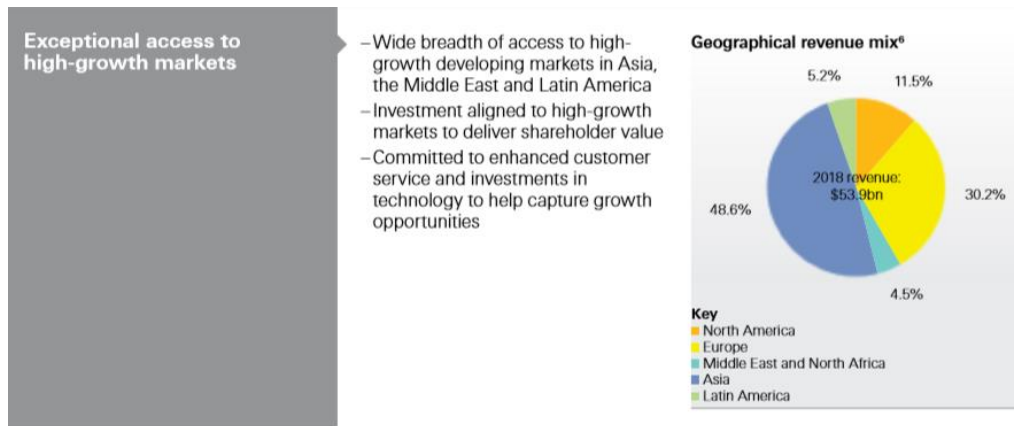 Exceptional access to
high-growth markets
–Wide breadth of access to high-
growth developing markets in Asia,
the Middle East and Latin America
–Investment aligned to high-growth
markets to deliver shareholder value
–Committed to enhanced customer
service and investments in
technology to help capture growth
opportunities
Geographical revenue mix⁶
5.2%
11.5%
2018 revenue:
$53.9bn
48.6%
30.2%
4.5%
Key
North America
Europe
Middle East and North Africa
Asia
Latin America